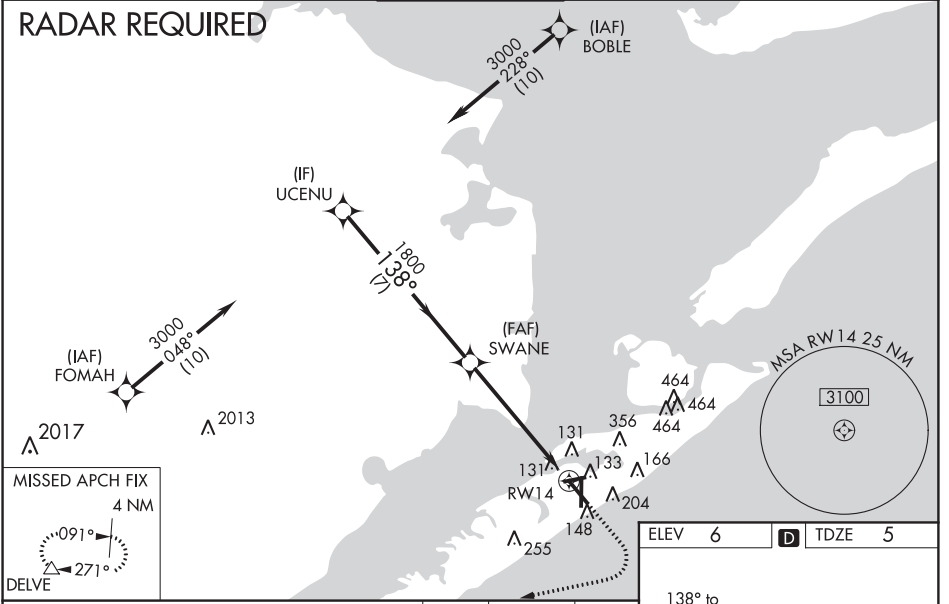 RADAR REQUIRED
(IAF)
BOBLE
3000
228°
(10)
(IF)
UCENU
1800
138°
(7)
(FAF)
SWANE
3000
048°
(10)
(IAF)
FOMAH
2017
2013
MSA RW14 25 NM
3100
464
464
464
356
131
131
133
166
RW14
204
148
255
MISSED APCH FIX
4 NM
091°
271°
DELVE
ELEV 6 D TDZE 5
138° to